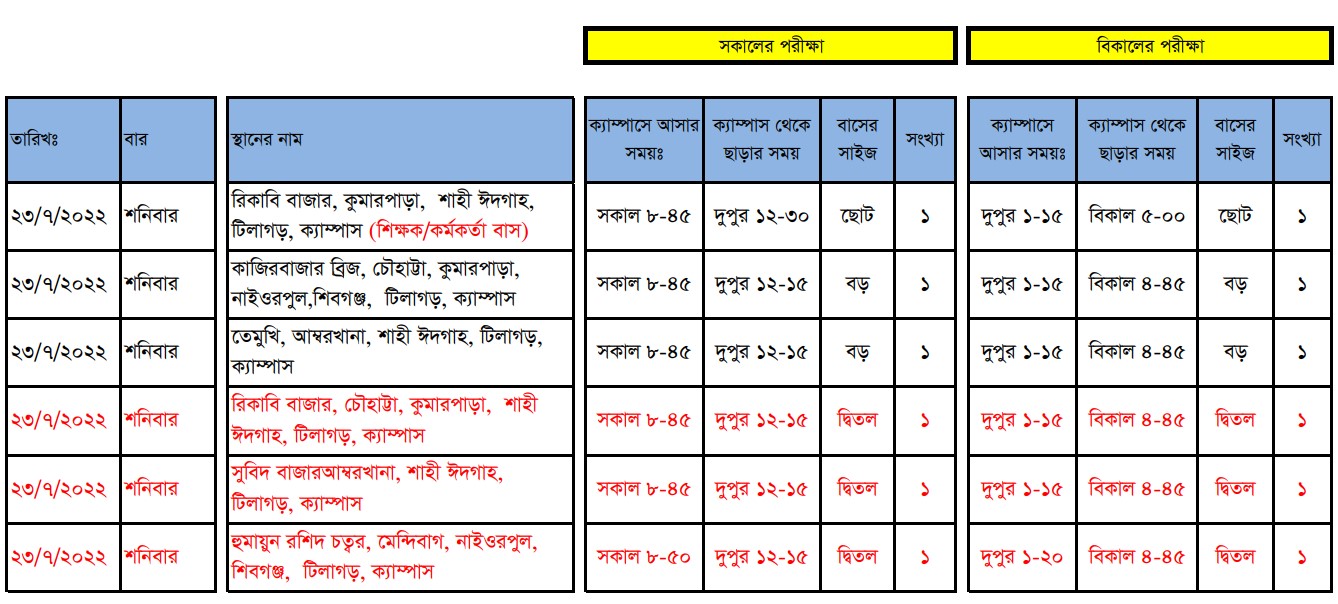 সকালের পরীক্ষা বিকালের পরীক্ষা
তারিখঃ বার স্থানের নাম ক্যাম্পাসে আসার সময়ঃ ক্যাম্পাস থেকে ছাড়ার সময় বাসের সাইজ সংখ্যা ক্যাম্পাসে আসার সময়ঃ ক্যাম্পাস থেকে ছাড়ার সময় বাসের সাইজ সংখ্যা
২৩/৭/২০২২ শনিবার রিকাবি বাজার, কুমারপাড়া, শাহী ঈদগাহ,
টিলাগড়, ক্যাম্পাস (শিক্ষক/কর্মকর্তা বাস) সকাল ৮-৪৫ দুপুর ১২-৩০ ছোট ১ দুপুর ১-১৫ বিকাল ৫-০০ ছোট ১
২৩/৭/২০২২ শনিবার কাজিরবাজার ব্রিজ, চৌহাট্টা, কুমারপাড়া,
নাইওরপুল,শিবগঞ্জ, টিলাগড়, ক্যাম্পাস সকাল ৮-৪৫ দুপুর ১২-১৫ বড় ১ দুপুর ১-১৫ বিকাল ৪-৪৫ বড় ১
২৩/৭/২০২২ শনিবার তেমুখি, আম্বরখানা, শাহী ঈদগাহ, টিলাগড়,
ক্যাম্পাস সকাল ৮-৪৫ দুপুর ১২-১৫ বড় ১ দুপুর ১-১৫ বিকাল ৪-৪৫ বড় ১
২৩/৭/২০২২ শনিবার রিকাবি বাজার, চৌহাট্টা, কুমারপাড়া, শাহী
ঈদগাহ, টিলাগড়, ক্যাম্পাস সকাল ৮-৪৫ দুপুর ১২-১৫ দ্বিতল ১ দুপুর ১-১৫ বিকাল ৪-৪৫ দ্বিতল ১
২৩/৭/২০২২ শনিবার সুবিদ বাজারআম্বরখানা, শাহী ঈদগাহ,
টিলাগড়, ক্যাম্পাস সকাল ৮-৪৫ দুপুর ১২-১৫ দ্বিতল ১ দুপুর ১-১৫ বিকাল ৪-৪৫ দ্বিতল ১
২৩/৭/২০২২ শনিবার হুমায়ুন রশিদ চত্বর, মেন্দিবাগ, নাইওরপুল,
শিবগঞ্জ, টিলাগড়, ক্যাম্পাস সকাল ৮-৫০ দুপুর ১২-১৫ দ্বিতল ১ দুপুর ১-২০ বিকাল ৪-৪৫ দ্বিতল ১